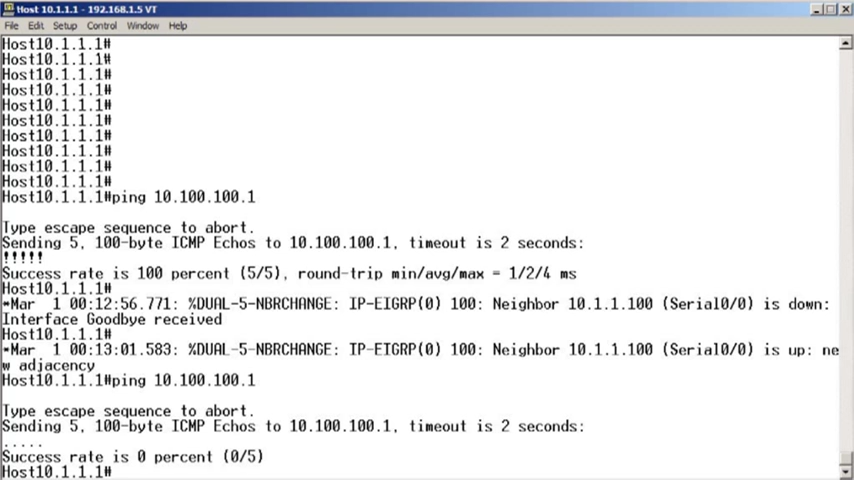 Host 10.1.1.1 - 192.168.1.5 VT
File Edit Setup Control Window Help
Host10.1.1.1#
Host10.1.1.1#
Host10.1.1.1#
Host10.1.1.1#
Host10.1.1.1#
Host10.1.1.1#
Host10.1.1.1#
Host10.1.1.1#
Host10.1.1.1#
Host10.1.1.1#
Host10.1.1.1#ping 10.100.100.1
Type escape sequence to abort.
Sending 5, 100-byte ICMP Echos to 10.100.100.1, timeout is 2 seconds:
!!!!!
Success rate is 100 percent (5/5), round-trip min/avg/max = 1/2/4 ms
Host10.1.1.1#
*Mar  1 00:12:56.771: %DUAL-5-NBRCHANGE: IP-EIGRP(0) 100: Neighbor 10.1.1.100 (Serial0/0) is down:
Interface Goodbye received
Host10.1.1.1#
*Mar  1 00:13:01.583: %DUAL-5-NBRCHANGE: IP-EIGRP(0) 100: Neighbor 10.1.1.100 (Serial0/0) is up: ne
w adjacency
Host10.1.1.1#ping 10.100.100.1
Type escape sequence to abort.
Sending 5, 100-byte ICMP Echos to 10.100.100.1, timeout is 2 seconds:
.....
Success rate is 0 percent (0/5)
Host10.1.1.1#